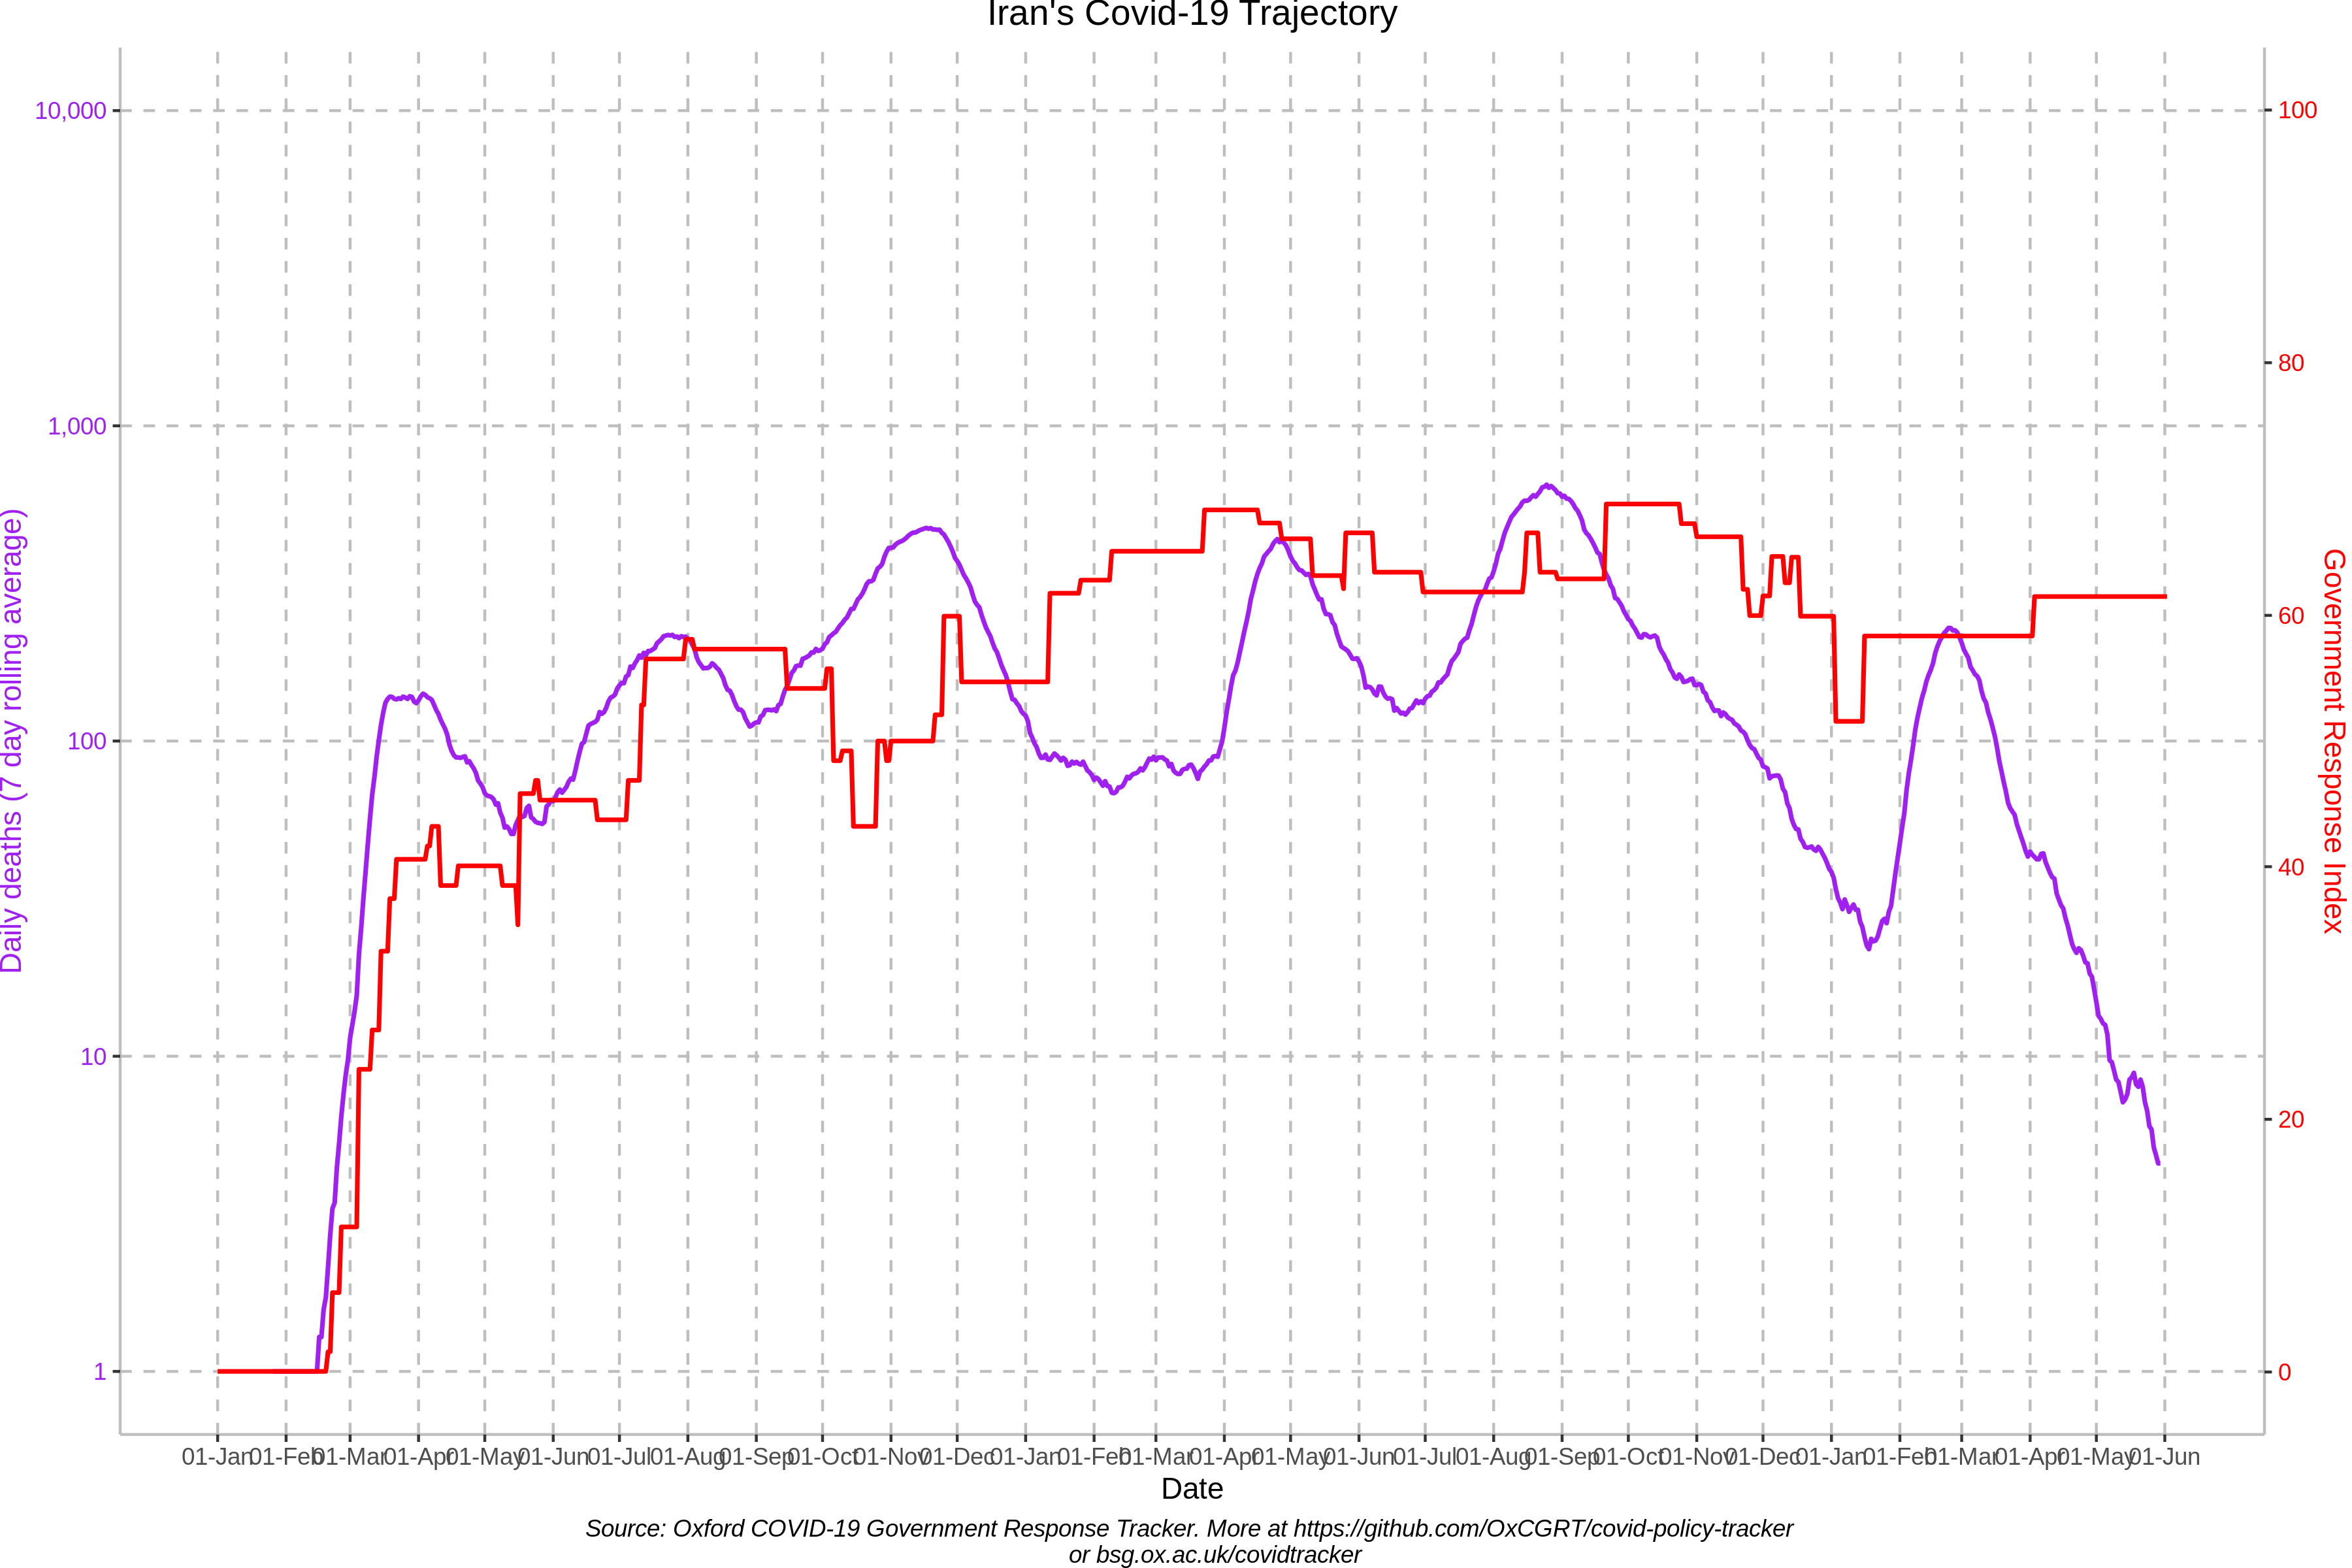 Iran's Covid-19 Trajectory
10,000
1,000
100
10
1
Daily deaths (7 day rolling average)
100
80
60
40
20
0
Government Response Index
01-Jan
01-Feb
01-Mar
01-Apr
01-May
01-Jun
01-Jul
01-Aug
01-Sep
01-Oct
01-Nov
01-Dec
01-Jan
01-Feb
01-Mar
01-Apr
01-May
01-Jun
01-Jul
01-Aug
01-Sep
01-Oct
01-Nov
01-Dec
01-Jan
01-Feb
01-Mar
01-Apr
01-May
01-Jun
Date
Source: Oxford COVID-19 Government Response Tracker. More at https://github.com/OxCGRT/covid-policy-tracker
or bsg.ox.ac.uk/covidtracker